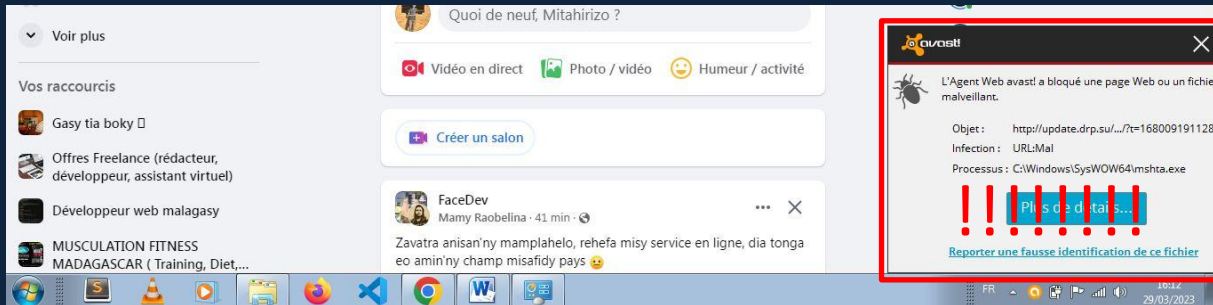 Voir plus
Vos raccourcis
Gasy tia boky
Offres Freelance (rédacteur,
développeur, assistant virtuel)
Développeur web malagasy
MUSCULATION FITNESS
MADAGASCAR ( Training, Diet,...
Quoi de neuf, Mitahirizo ?
Vidéo en direct
Photo / vidéo
Humeur / activité
Créer un salon
FaceDev
Mamy Raobelina · 41 min ·
Zavatra anisan'ny mamplahelo, rehefa misy service en ligne, dia tonga
eo amin'ny champ misafidy pays
avast!
L'Agent Web avast! a bloqué une page Web ou un fichie
malveillant.
Objet : http://update.drp.su/.../?t=168009191128
Infection : URL:Mal
Processus : C:\Windows\SysWOW64\mshta.exe
Plus de détails...
!!!!!!!!
Reporter une fausse identification de ce fichier
FR
16:12
29/03/2023